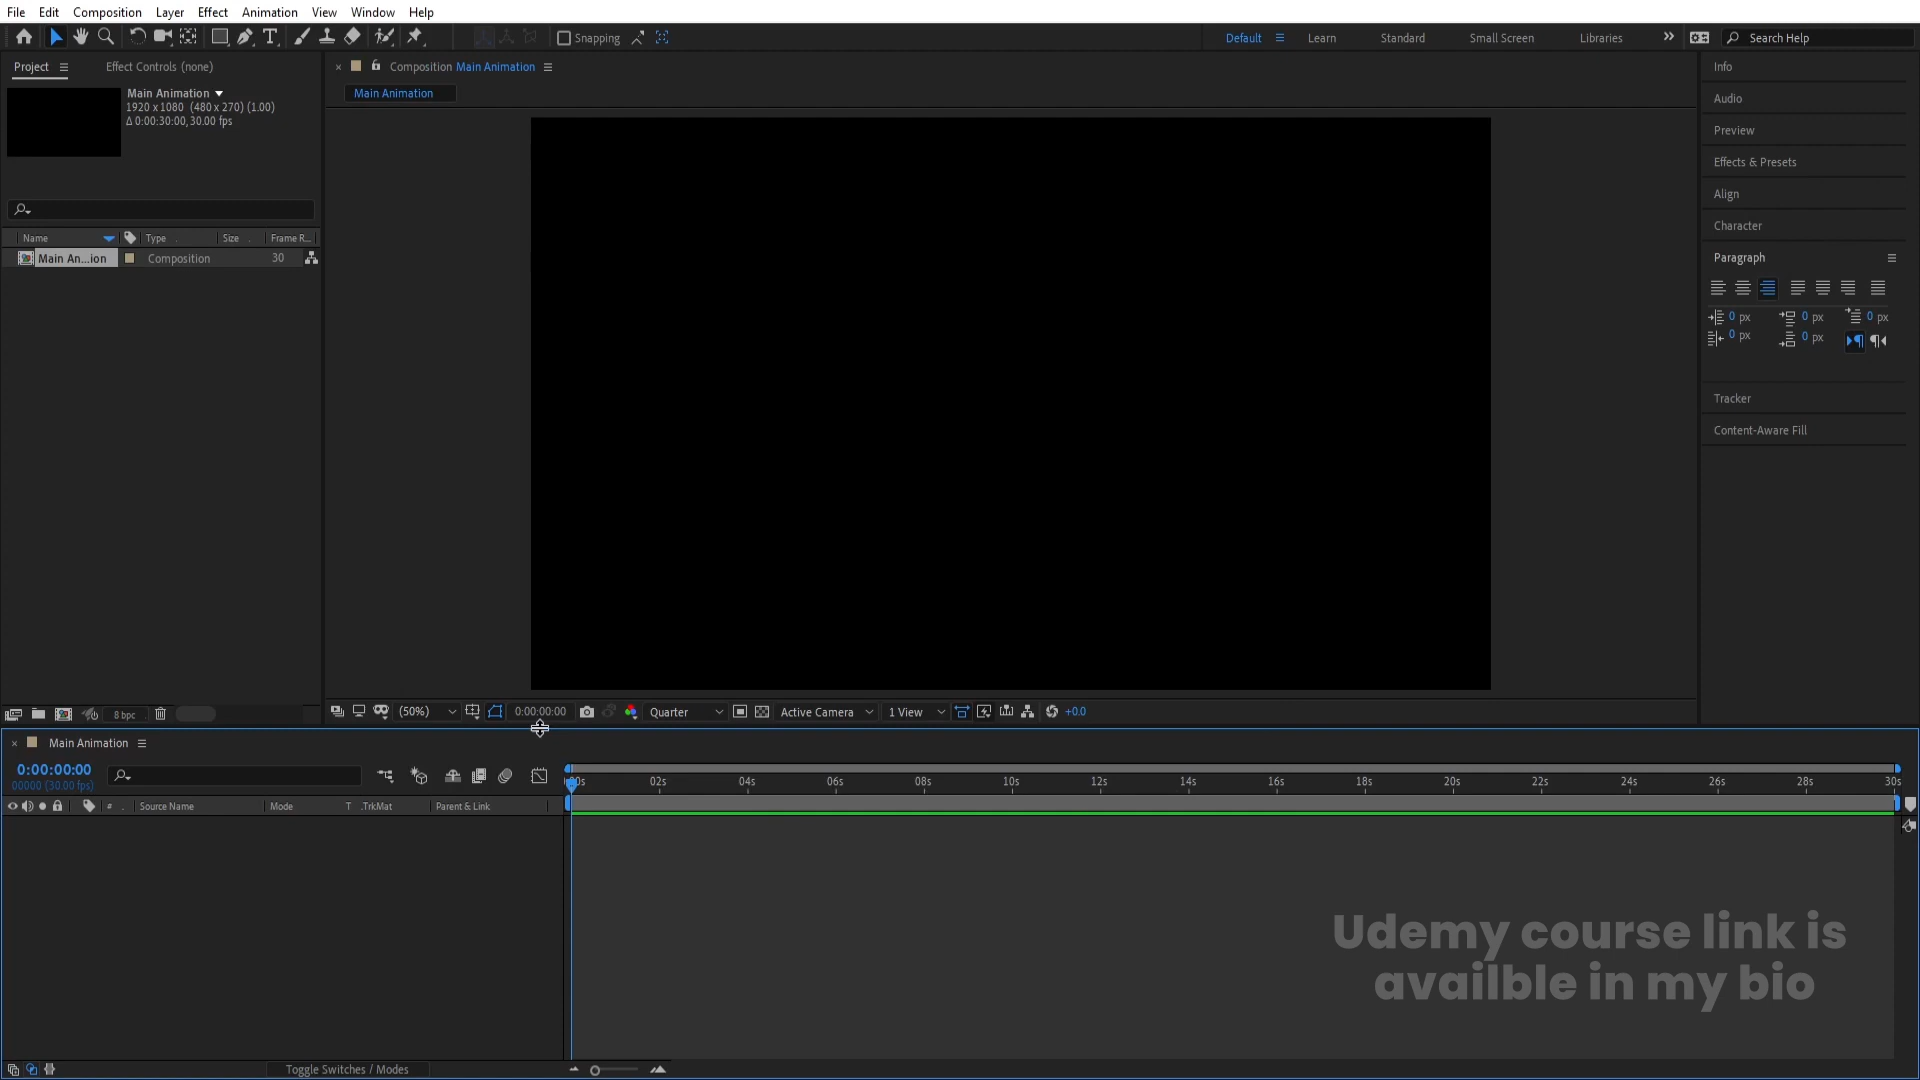 File Edit Composition Layer Effect Animation View Window Help
Snapping
Default Learn Standard Small Screen Libraries Search Help
Project Effect Controls (none)
Composition Main Animation
Main Animation
Main Animation
1920 x 1080 (480 x 270) (1.00)
Δ 0:00:30:00, 30.00 fps
Name Type Size Frame R...
Main An...ion Composition 30
Info
Audio
Preview
Effects & Presets
Align
Character
Paragraph
0 px 0 px 0 px
0 px 0 px
Tracker
Content-Aware Fill
8 bpc
(50%) 0:00:00:00 Quarter Active Camera 1 View +0.0
Main Animation
0:00:00:00
00000 (30.00 fps)
02s 04s 06s 08s 10s 12s 14s 16s 18s 20s 22s 24s 26s 28s 30s
# Source Name Mode T .TrkMat Parent & Link
Udemy course link is
availble in my bio
Toggle Switches / Modes